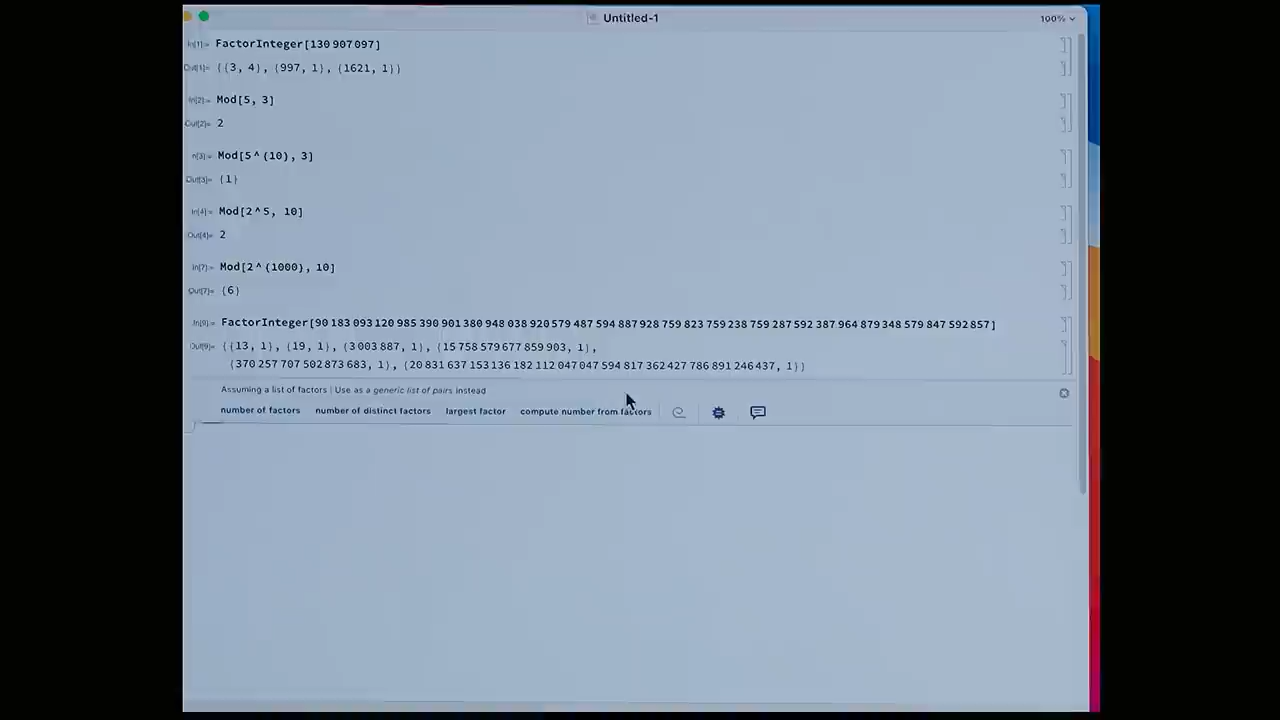 Untitled-1
100%
In[1]:= FactorInteger[130 907 097]
Out[1]= {{3, 4}, {997, 1}, {1621, 1}}
In[2]:= Mod[5, 3]
Out[2]= 2
n[3]:= Mod[5^{10}, 3]
Out[3]= {1}
In[4]:= Mod[2^5, 10]
Out[4]= 2
In[7]:= Mod[2^{1000}, 10]
Out[7]= {6}
In[9]:= FactorInteger[90 183 093 120 985 390 901 380 948 038 920 579 487 594 887 928 759 823 759 238 759 287 592 387 964 879 348 579 847 592 857]
Out[9]= {{13, 1}, {19, 1}, {3 003 887, 1}, {15 758 579 677 859 903, 1},
{370 257 707 502 873 683, 1}, {20 831 637 153 136 182 112 047 047 594 817 362 427 786 891 246 437, 1}}
Assuming a list of factors | Use as a generic list of pairs instead
number of factors number of distinct factors largest factor compute number from factors